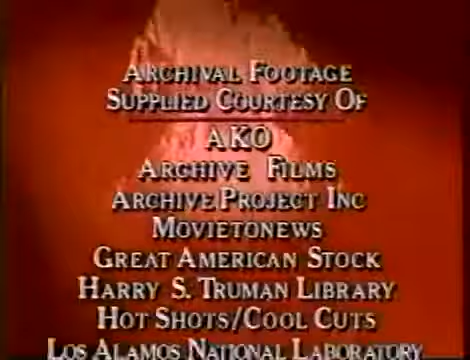 ARCHIVAL FOOTAGE
SUPPLIED COURTESY OF
AKO
ARCHIVE FILMS
ARCHIVE PROJECT INC
MOVIETONEWS
GREAT AMERICAN STOCK
HARRY S. TRUMAN LIBRARY
HOT SHOTS/COOL CUTS
LOS ALAMOS NATIONAL LABORATORY